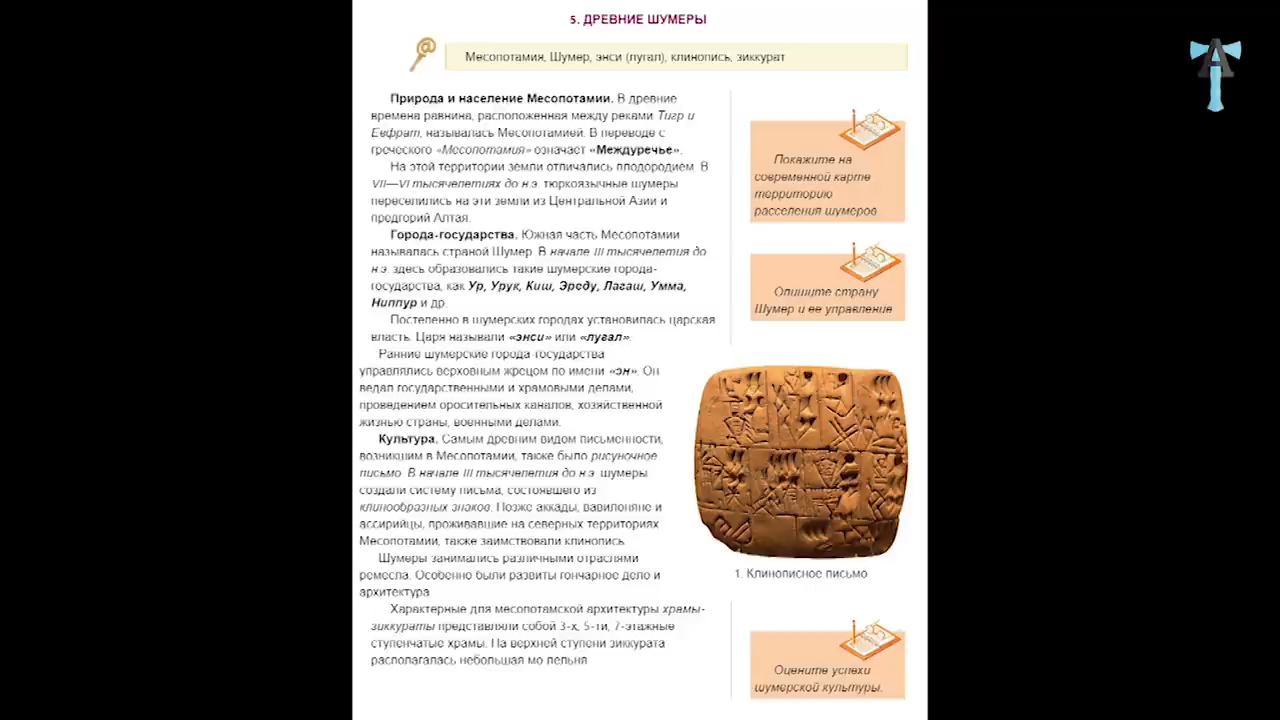 5. ДРЕВНИЕ ШУМЕРЫ
Месопотамия, Шумер, энси (лугал), клинопись, зиккурат
Природа и население Месопотамии. В древние
времена равнина, расположенная между реками Тигр и
Евфрат, называлась Месопотамией. В переводе с
греческого «Месопотамия» означает «Междуречье».
На этой территории земли отличались плодородием. В
VII—VI тысячелетиях до н.э. тюркоязычные шумеры
переселились на эти земли из Центральной Азии и
предгорий Алтая.
Города-государства. Южная часть Месопотамии
называлась страной Шумер. В начале III тысячелетия до
н.э. здесь образовались такие шумерские города-
государства, как Ур, Урук, Киш, Эреду, Лагаш, Умма,
Ниппур и др.
Постепенно в шумерских городах установилась царская
власть. Царя называли «энси» или «лугал».
Ранние шумерские города-государства
управлялись верховным жрецом по имени «эн». Он
ведал государственными и храмовыми делами,
проведением оросительных каналов, хозяйственной
жизнью страны, военными делами.
Культура. Самым древним видом письменности,
возникшим в Месопотамии, также было рисуночное
письмо. В начале III тысячелетия до н.э. шумеры
создали систему письма, состоявшего из
клинообразных знаков. Позже аккады, вавилоняне и
ассирийцы, проживавшие на северных территориях
Месопотамии, также заимствовали клинопись.
Шумеры занимались различными отраслями
ремесла. Особенно были развиты гончарное дело и
архитектура.
Характерные для месопотамской архитектуры храмы-
зиккураты представляли собой 3-х, 5-ти, 7-этажные
ступенчатые храмы. На верхней ступени зиккурата
располагалась небольшая мо лельня
Покажите на
современной карте
территорию
расселения шумеров
Опишите страну
Шумер и ее управление
1. Клинописное письмо
Оцените успехи
шумерской культуры.